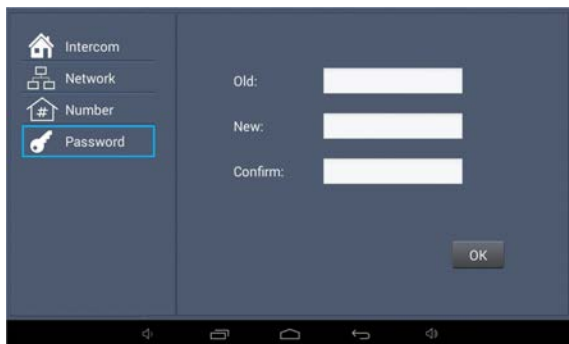 Intercom
Network
#
Number
Password
Old:
New:
Confirm:
OK